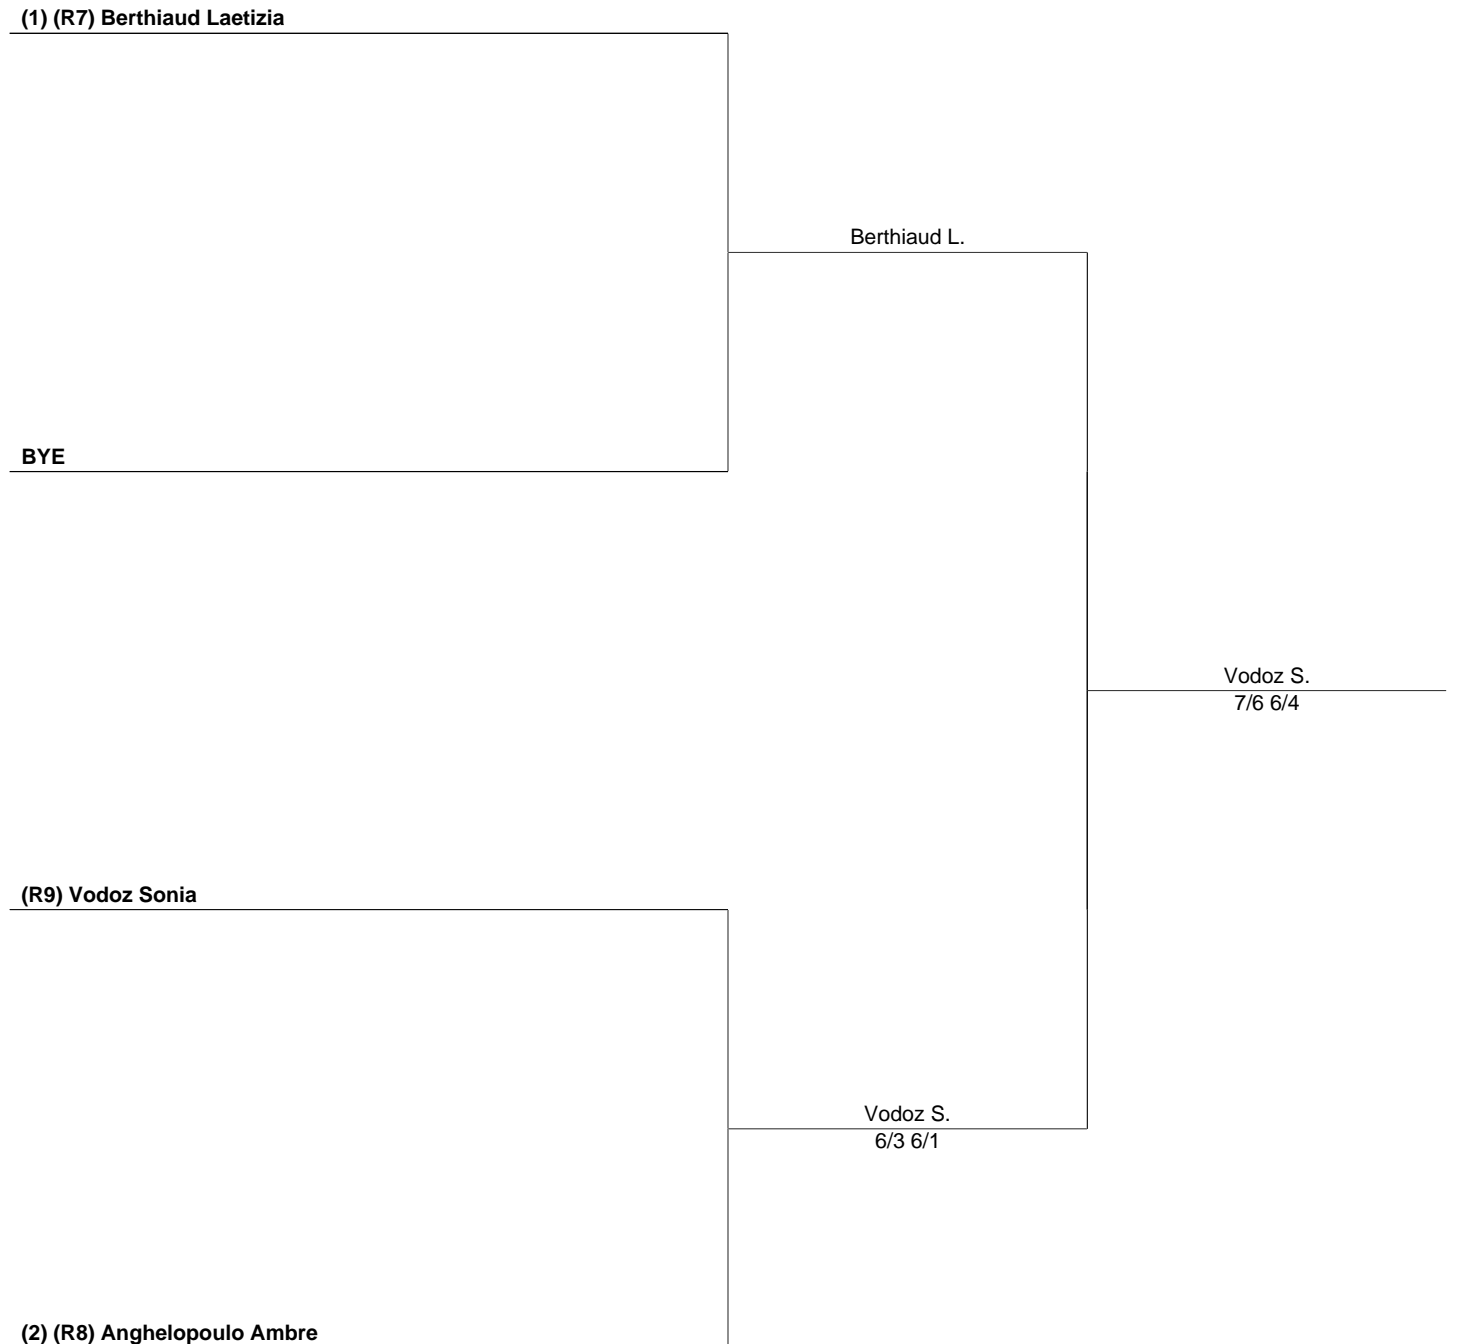 (1) (R7) Berthiaud Laetizia
Berthiaud L.
BYE
Vodoz S.
7/6 6/4
(R9) Vodoz Sonia
Vodoz S.
6/3 6/1
(2) (R8) Anghelopoulo Ambre